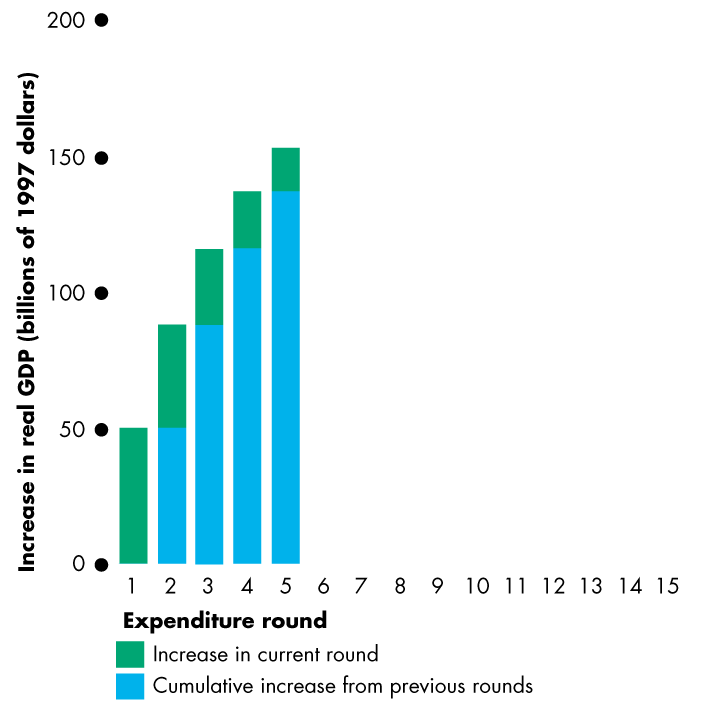 200
150
100
50
0
Increase in real GDP (billions of 1997 dollars)
1 2 3 4 5 6 7 8 9 10 11 12 13 14 15
Expenditure round
Increase in current round
Cumulative increase from previous rounds